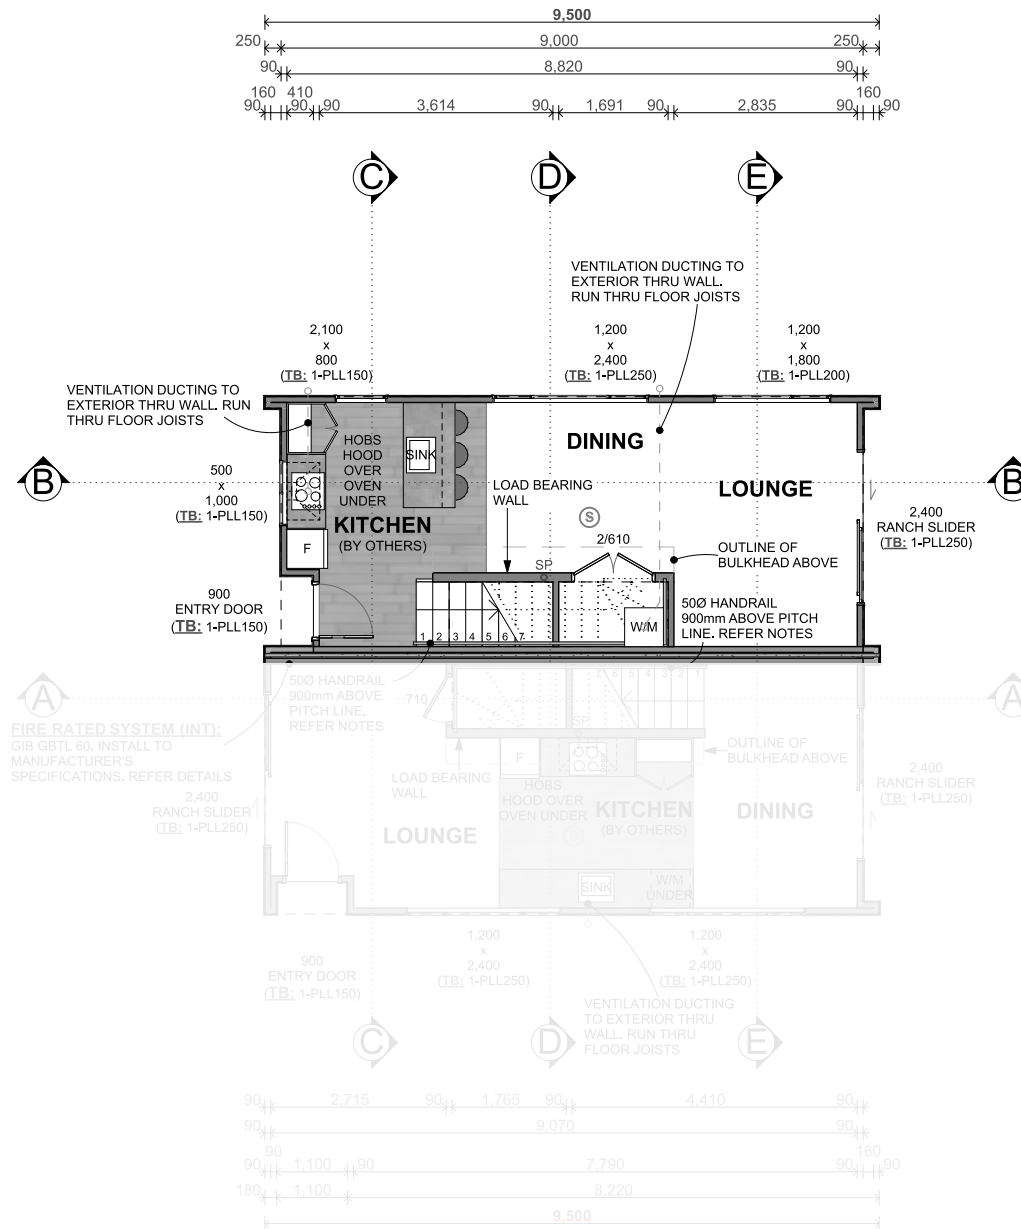 9,500
250 9,000 250
90 8,820 90
160 410 160
90 90 90 3,614 90 1,691 90 2,835 90 90
C D E
VENTILATION DUCTING TO
EXTERIOR THRU WALL.
RUN THRU FLOOR JOISTS
2,100
x
800
(TB: 1-PLL150)
1,200
x
2,400
(TB: 1-PLL250)
1,200
x
1,800
(TB: 1-PLL200)
VENTILATION DUCTING TO
EXTERIOR THRU WALL. RUN
THRU FLOOR JOISTS
HOBS
HOOD
OVER
OVEN
UNDER
SINK
DINING
LOUNGE
B B
500
x
1,000
(TB: 1-PLL150)
LOAD BEARING
WALL
KITCHEN
(BY OTHERS)
F
S
2/610
SP
2,400
RANCH SLIDER
(TB: 1-PLL250)
OUTLINE OF
BULKHEAD ABOVE
900
ENTRY DOOR
(TB: 1-PLL150)
50Ø HANDRAIL
900mm ABOVE PITCH
LINE. REFER NOTES
W/M
1 2 3 4 5 6 7
50Ø HANDRAIL
900mm ABOVE
PITCH LINE.
REFER NOTES
710
7 6 5 4 3 2 1
A A
FIRE RATED SYSTEM (INT):
GIB GBTL 60. INSTALL TO
MANUFACTURER'S
SPECIFICATIONS. REFER DETAILS
SP
F
LOAD BEARING
WALL
OUTLINE OF
BULKHEAD ABOVE
HOBS
HOOD OVER
OVEN UNDER
KITCHEN
(BY OTHERS)
S
DINING
LOUNGE
2,400
RANCH SLIDER
(TB: 1-PLL250)
2,400
RANCH SLIDER
(TB: 1-PLL250)
SINK
W/M
UNDER
900
ENTRY DOOR
(TB: 1-PLL150)
1,200
x
2,400
(TB: 1-PLL250)
1,200
x
2,400
(TB: 1-PLL250)
VENTILATION DUCTING
TO EXTERIOR THRU
WALL. RUN THRU
FLOOR JOISTS
C D E
90 2,715 90 1,765 90 4,410 90
90 9,070 90
90 160
90 1,100 90 7,790 90 90
180 1,100 8,220
9,500